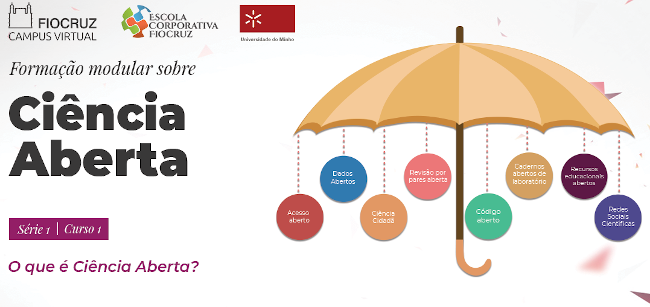 FIOCRUZ
CAMPUS VIRTUAL
ESCOLA
CORPORATIVA
FIOCRUZ
Universidade do Minho
Formação modular sobre
Ciência
Aberta
Série 1 | Curso 1
O que é Ciência Aberta?
Acesso
aberto
Dados
Abertos
Ciência
Cidadã
Revisão por
pares aberta
Código
aberto
Cadernos
abertos de
laboratório
Recursos
educacionais
abertos
Redes
Sociais
Científicas